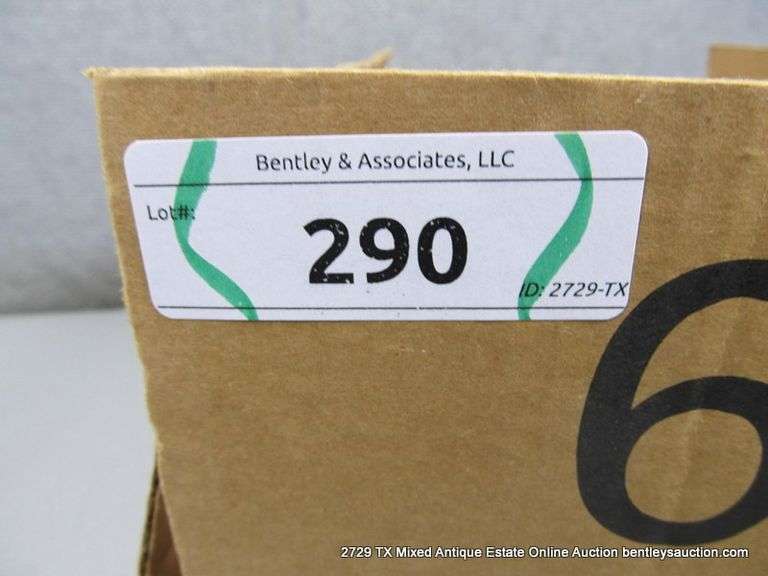 Bentley & Associates, LLC
Lot#:
290
ID: 2729-TX
6
2729 TX Mixed Antique Estate Online Auction bentleysauction.com